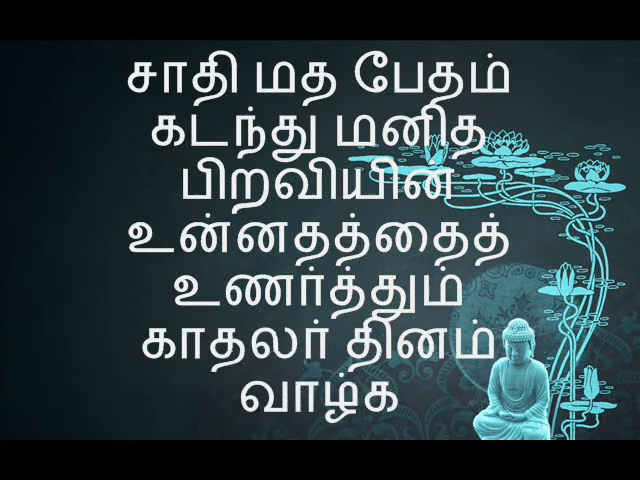 சாதி மத பேதம்
கடந்து மனித
பிறவியின்
உன்னதத்தைத்
உணர்த்தும்
காதலர் தினம்
வாழ்க